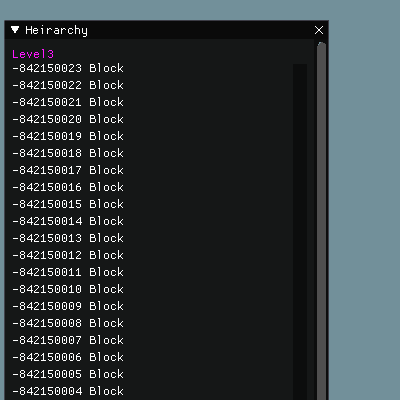 Heirarchy
Level3
-842150023 Block
-842150022 Block
-842150021 Block
-842150020 Block
-842150019 Block
-842150018 Block
-842150017 Block
-842150016 Block
-842150015 Block
-842150014 Block
-842150013 Block
-842150012 Block
-842150011 Block
-842150010 Block
-842150009 Block
-842150008 Block
-842150007 Block
-842150006 Block
-842150005 Block
-842150004 Block